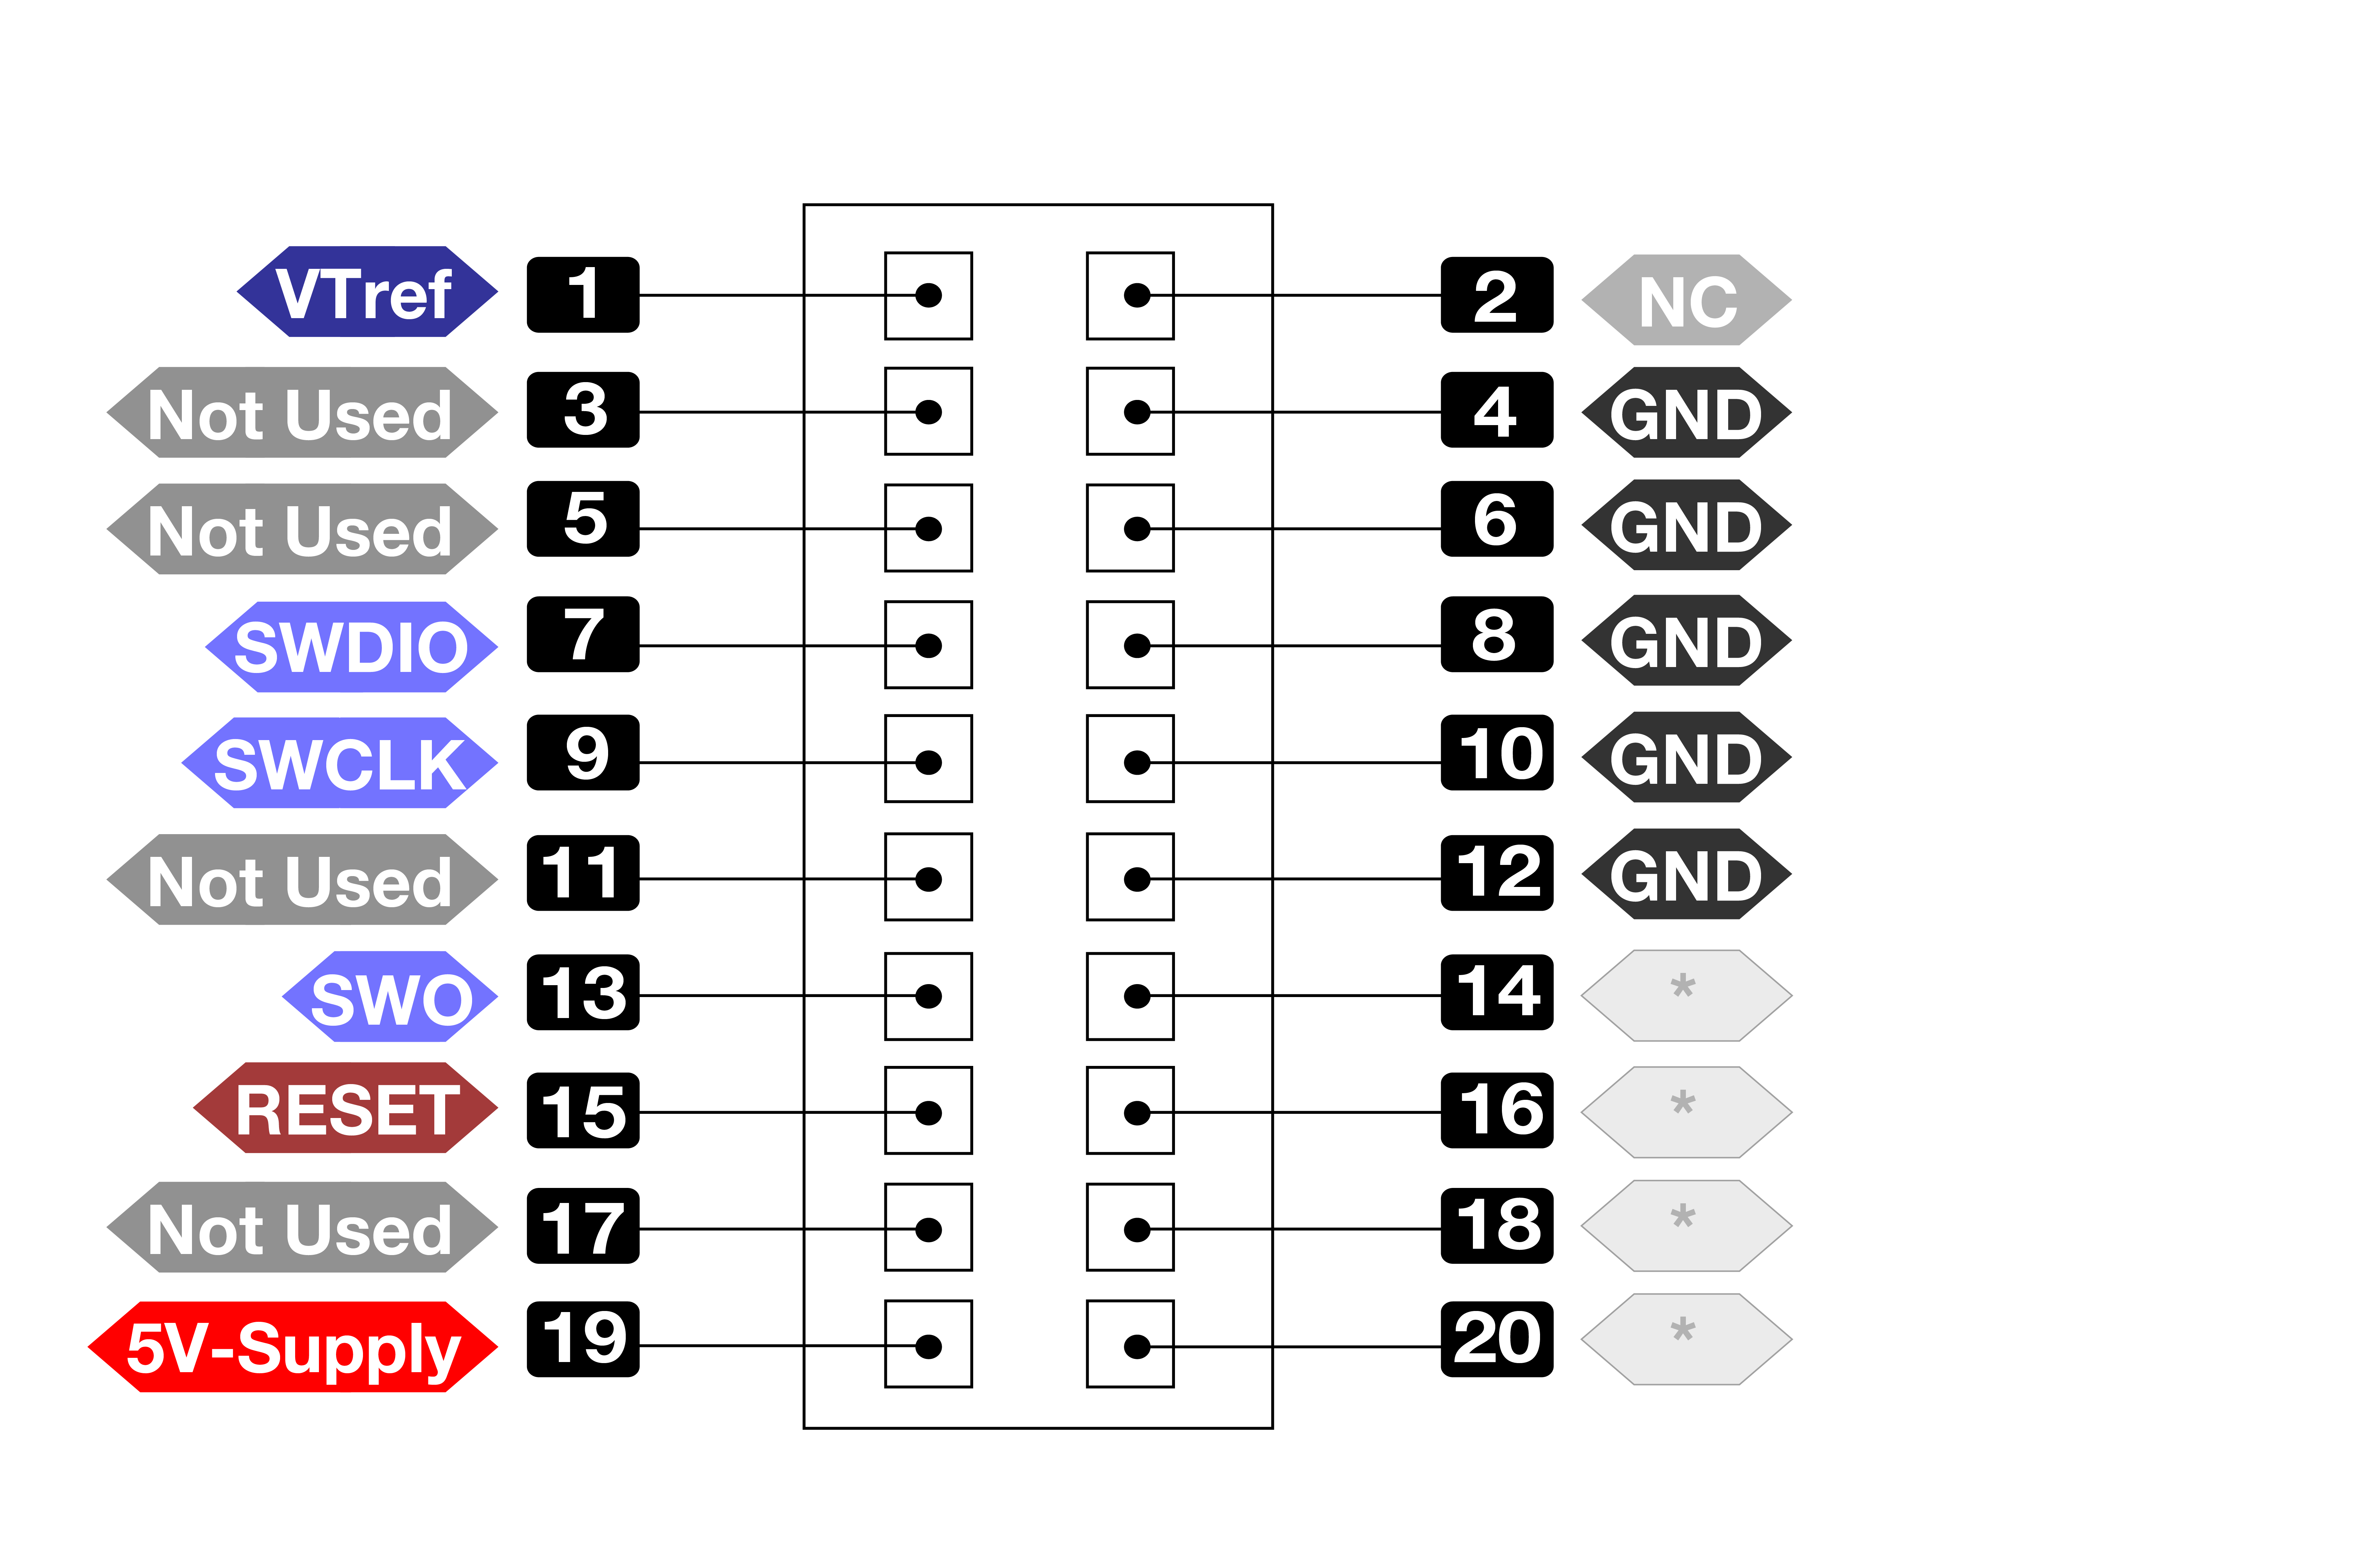 VTref 1 2 NC
Not Used 3 4 GND
Not Used 5 6 GND
SWDIO 7 8 GND
SWCLK 9 10 GND
Not Used 11 12 GND
SWO 13 14 *
RESET 15 16 *
Not Used 17 18 *
5V-Supply 19 20 *